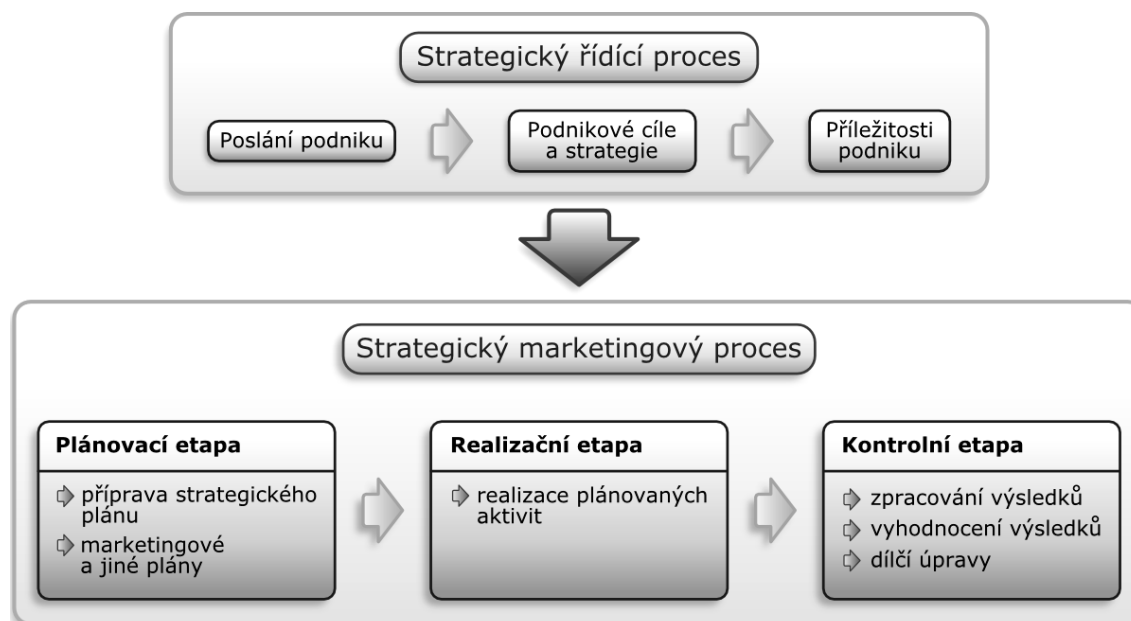 Strategický řídící proces
Poslání podniku
Podnikové cíle
a strategie
Příležitosti
podniku
Strategický marketingový proces
Plánovací etapa
příprava strategického
plánu
marketingové
a jiné plány
Realizační etapa
realizace plánovaných
aktivit
Kontrolní etapa
zpracování výsledků
vyhodnocení výsledků
dílčí úpravy